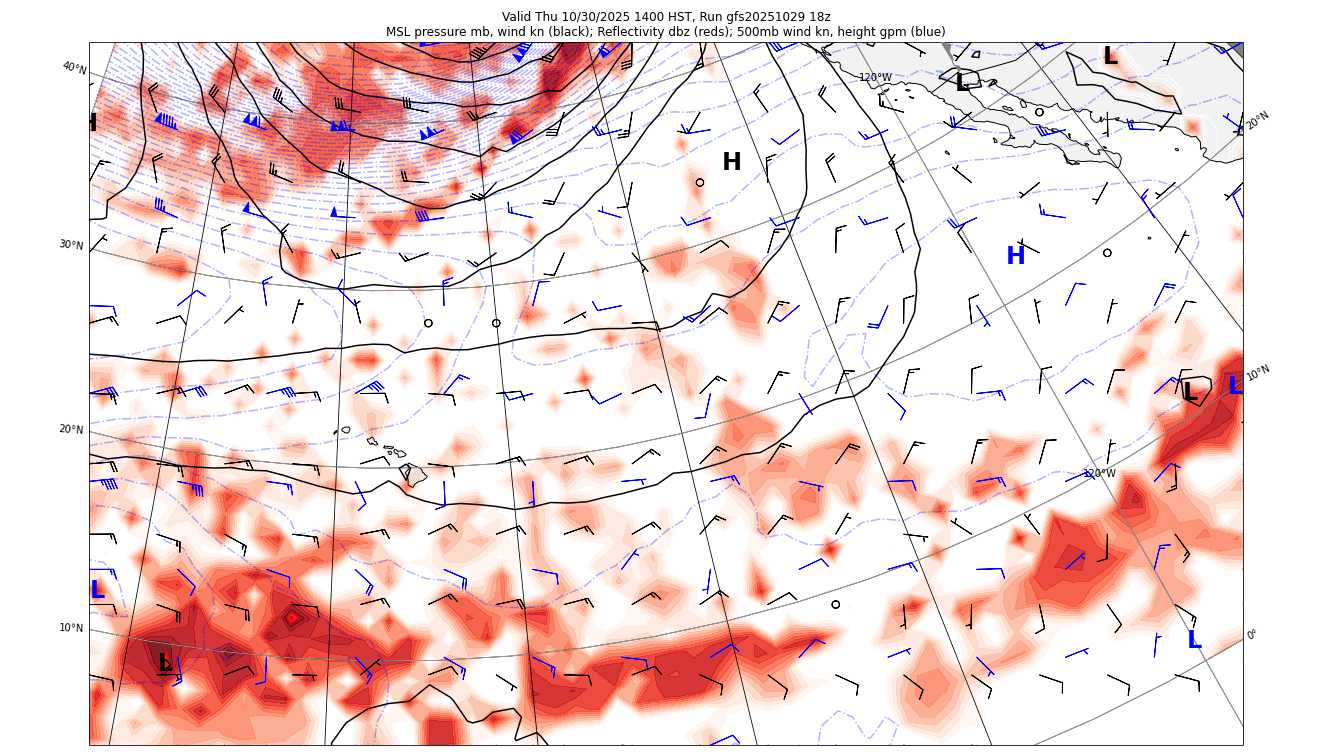 Valid Thu 10/30/2025 1400 HST, Run gfs20251029 18z
MSL pressure mb, wind kn (black); Reflectivity dbz (reds); 500mb wind kn, height gpm (blue)
L
40°N
120°W
L
20°N
H
H
30°N
H
10°N
L
L
20°N
120°W
L
10°N
L
L
0°